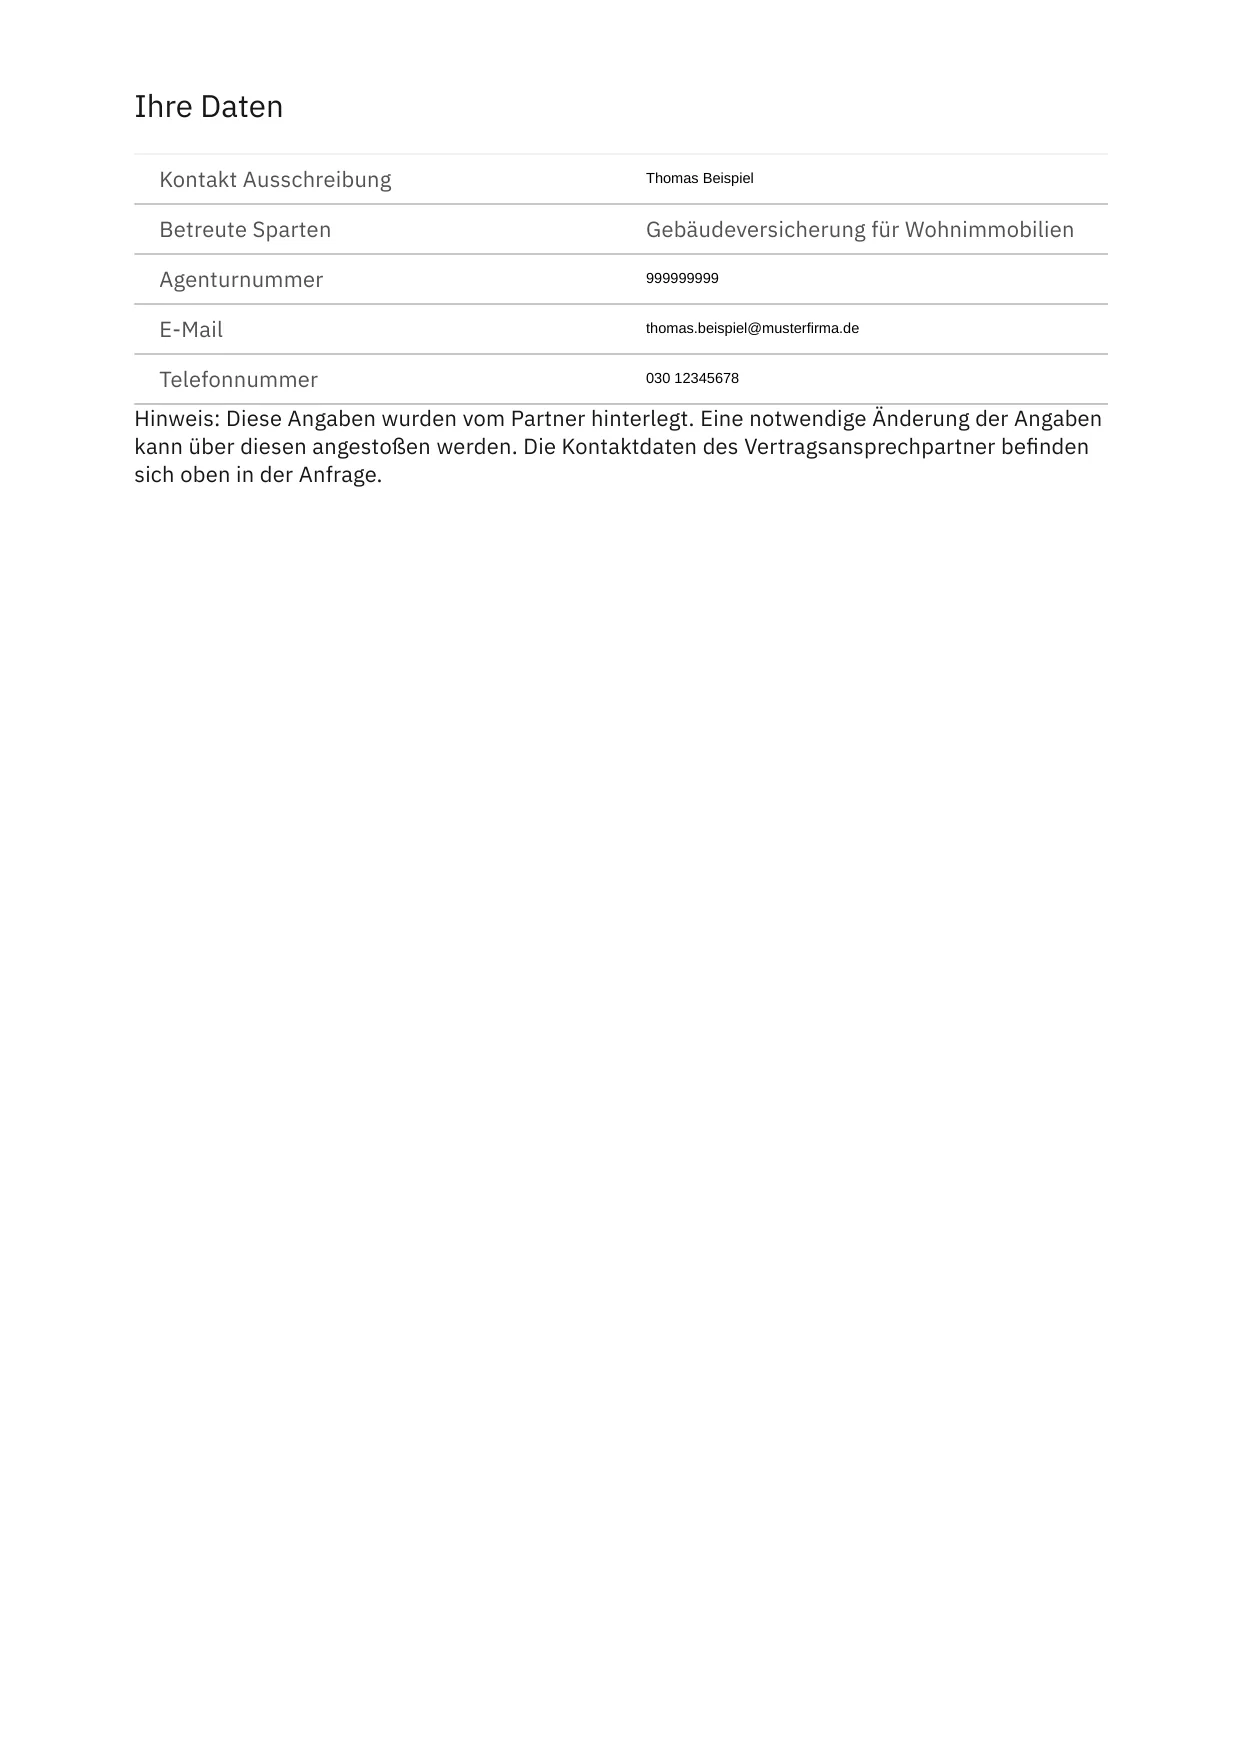 Ihre Daten
Kontakt Ausschreibung Thomas Beispiel
Betreute Sparten Gebäudeversicherung für Wohnimmobilien
Agenturnummer 999999999
E-Mail thomas.beispiel@musterfirma.de
Telefonnummer 030 12345678
Hinweis: Diese Angaben wurden vom Partner hinterlegt. Eine notwendige Änderung der Angaben
kann über diesen angestoßen werden. Die Kontaktdaten des Vertragsansprechpartner befinden
sich oben in der Anfrage.